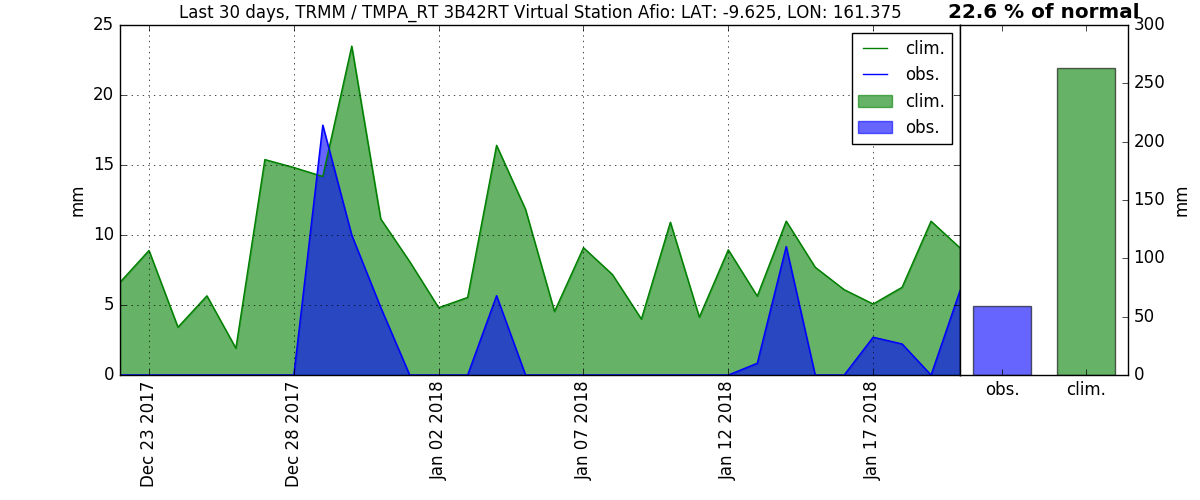 Last 30 days, TRMM / TMPA_RT 3B42RT Virtual Station Afio: LAT: -9.625, LON: 161.375
22.6 % of normal
25
20
15
10
5
0
mm
clim.
obs.
clim.
obs.
300
250
200
150
100
50
0
mm
Dec 23 2017
Dec 28 2017
Jan 02 2018
Jan 07 2018
Jan 12 2018
Jan 17 2018
obs.
clim.